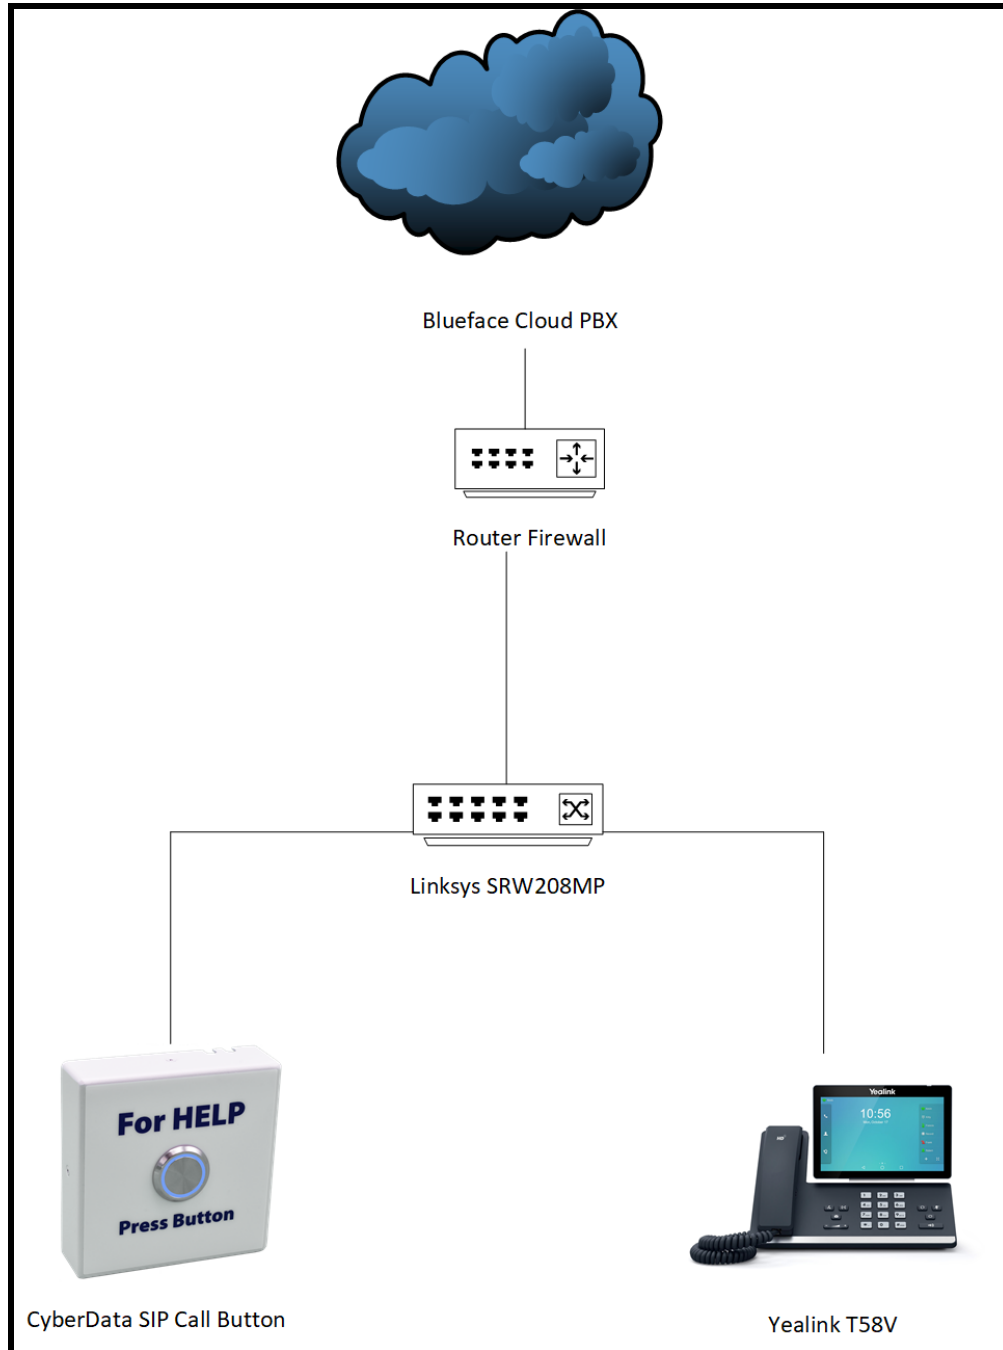 Blueface Cloud PBX
Router Firewall
Linksys SRW208MP
For HELP
Press Button
CyberData SIP Call Button
Yealink
10:56
Yealink T58V